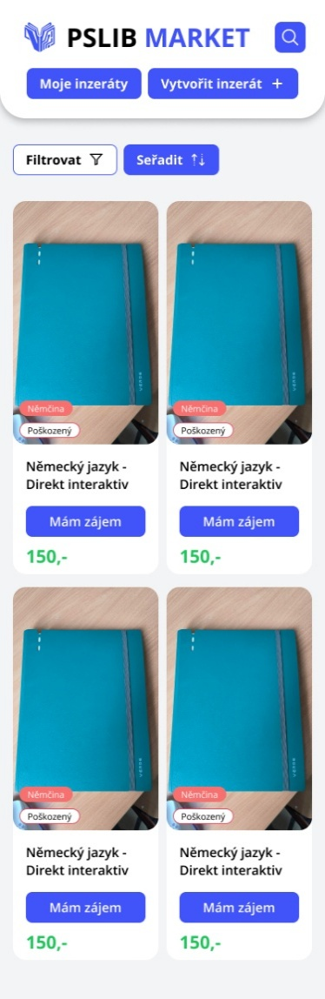 PSLIB MARKET
Moje inzeráty
Vytvořit inzerát +
Filtrovat
Seřadit
Němčina
Poškozený
Německý jazyk -
Direkt interaktiv
Mám zájem
150,-
Němčina
Poškozený
Německý jazyk -
Direkt interaktiv
Mám zájem
150,-
Němčina
Poškozený
Německý jazyk -
Direkt interaktiv
Mám zájem
150,-
Němčina
Poškozený
Německý jazyk -
Direkt interaktiv
Mám zájem
150,-